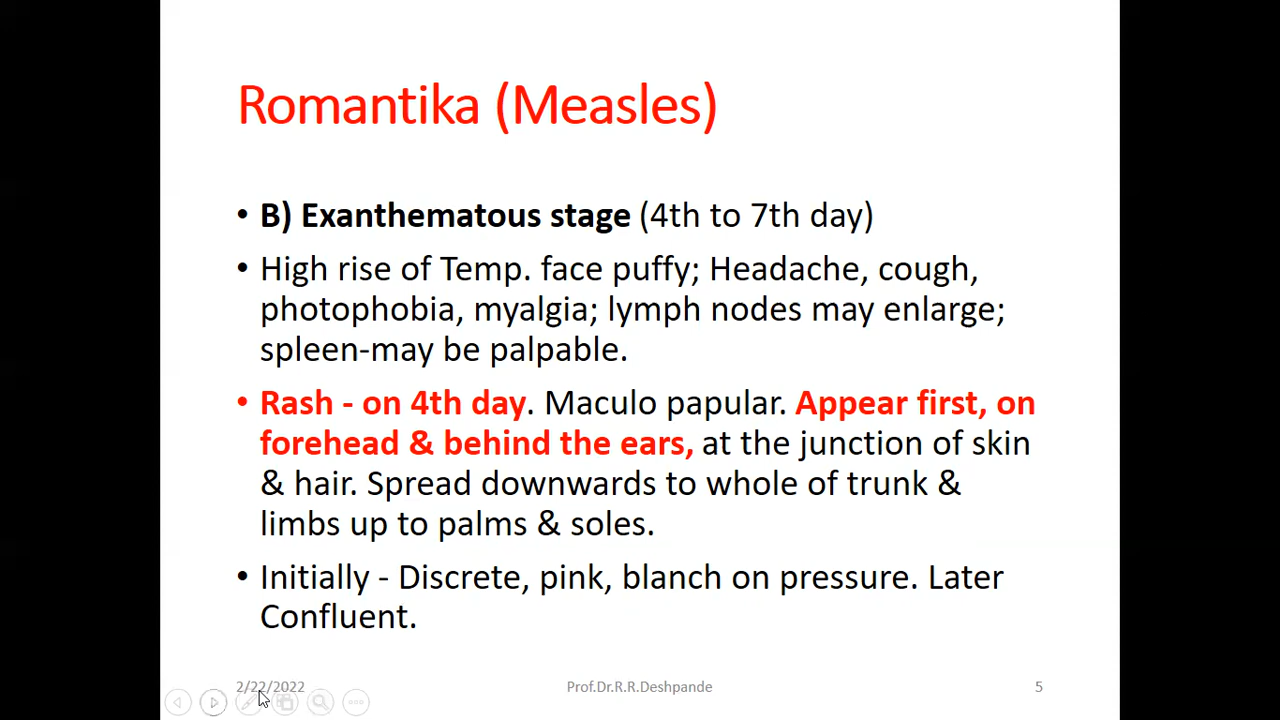 Romantika (Measles)
• B) Exanthematous stage (4th to 7th day)
• High rise of Temp. face puffy; Headache, cough,
photophobia, myalgia; lymph nodes may enlarge;
spleen-may be palpable.
• Rash - on 4th day. Maculo papular. Appear first, on
forehead & behind the ears, at the junction of skin
& hair. Spread downwards to whole of trunk &
limbs up to palms & soles.
• Initially - Discrete, pink, blanch on pressure. Later
Confluent.
2/22/2022 Prof.Dr.R.R.Deshpande 5